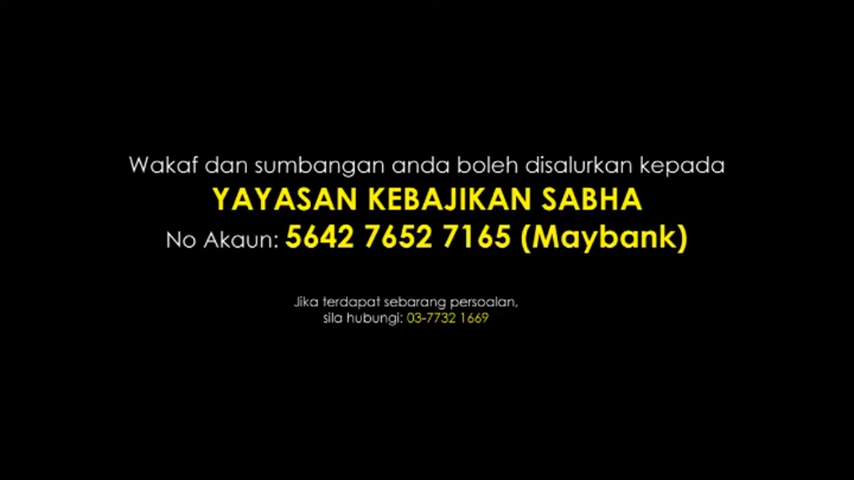 Wakaf dan sumbangan anda boleh disalurkan kepada
YAYASAN KEBAJIKAN SABHA
No Akaun: 5642 7652 7165 (Maybank)
Jika terdapat sebarang persoalan,
sila hubungi: 03-7732 1669